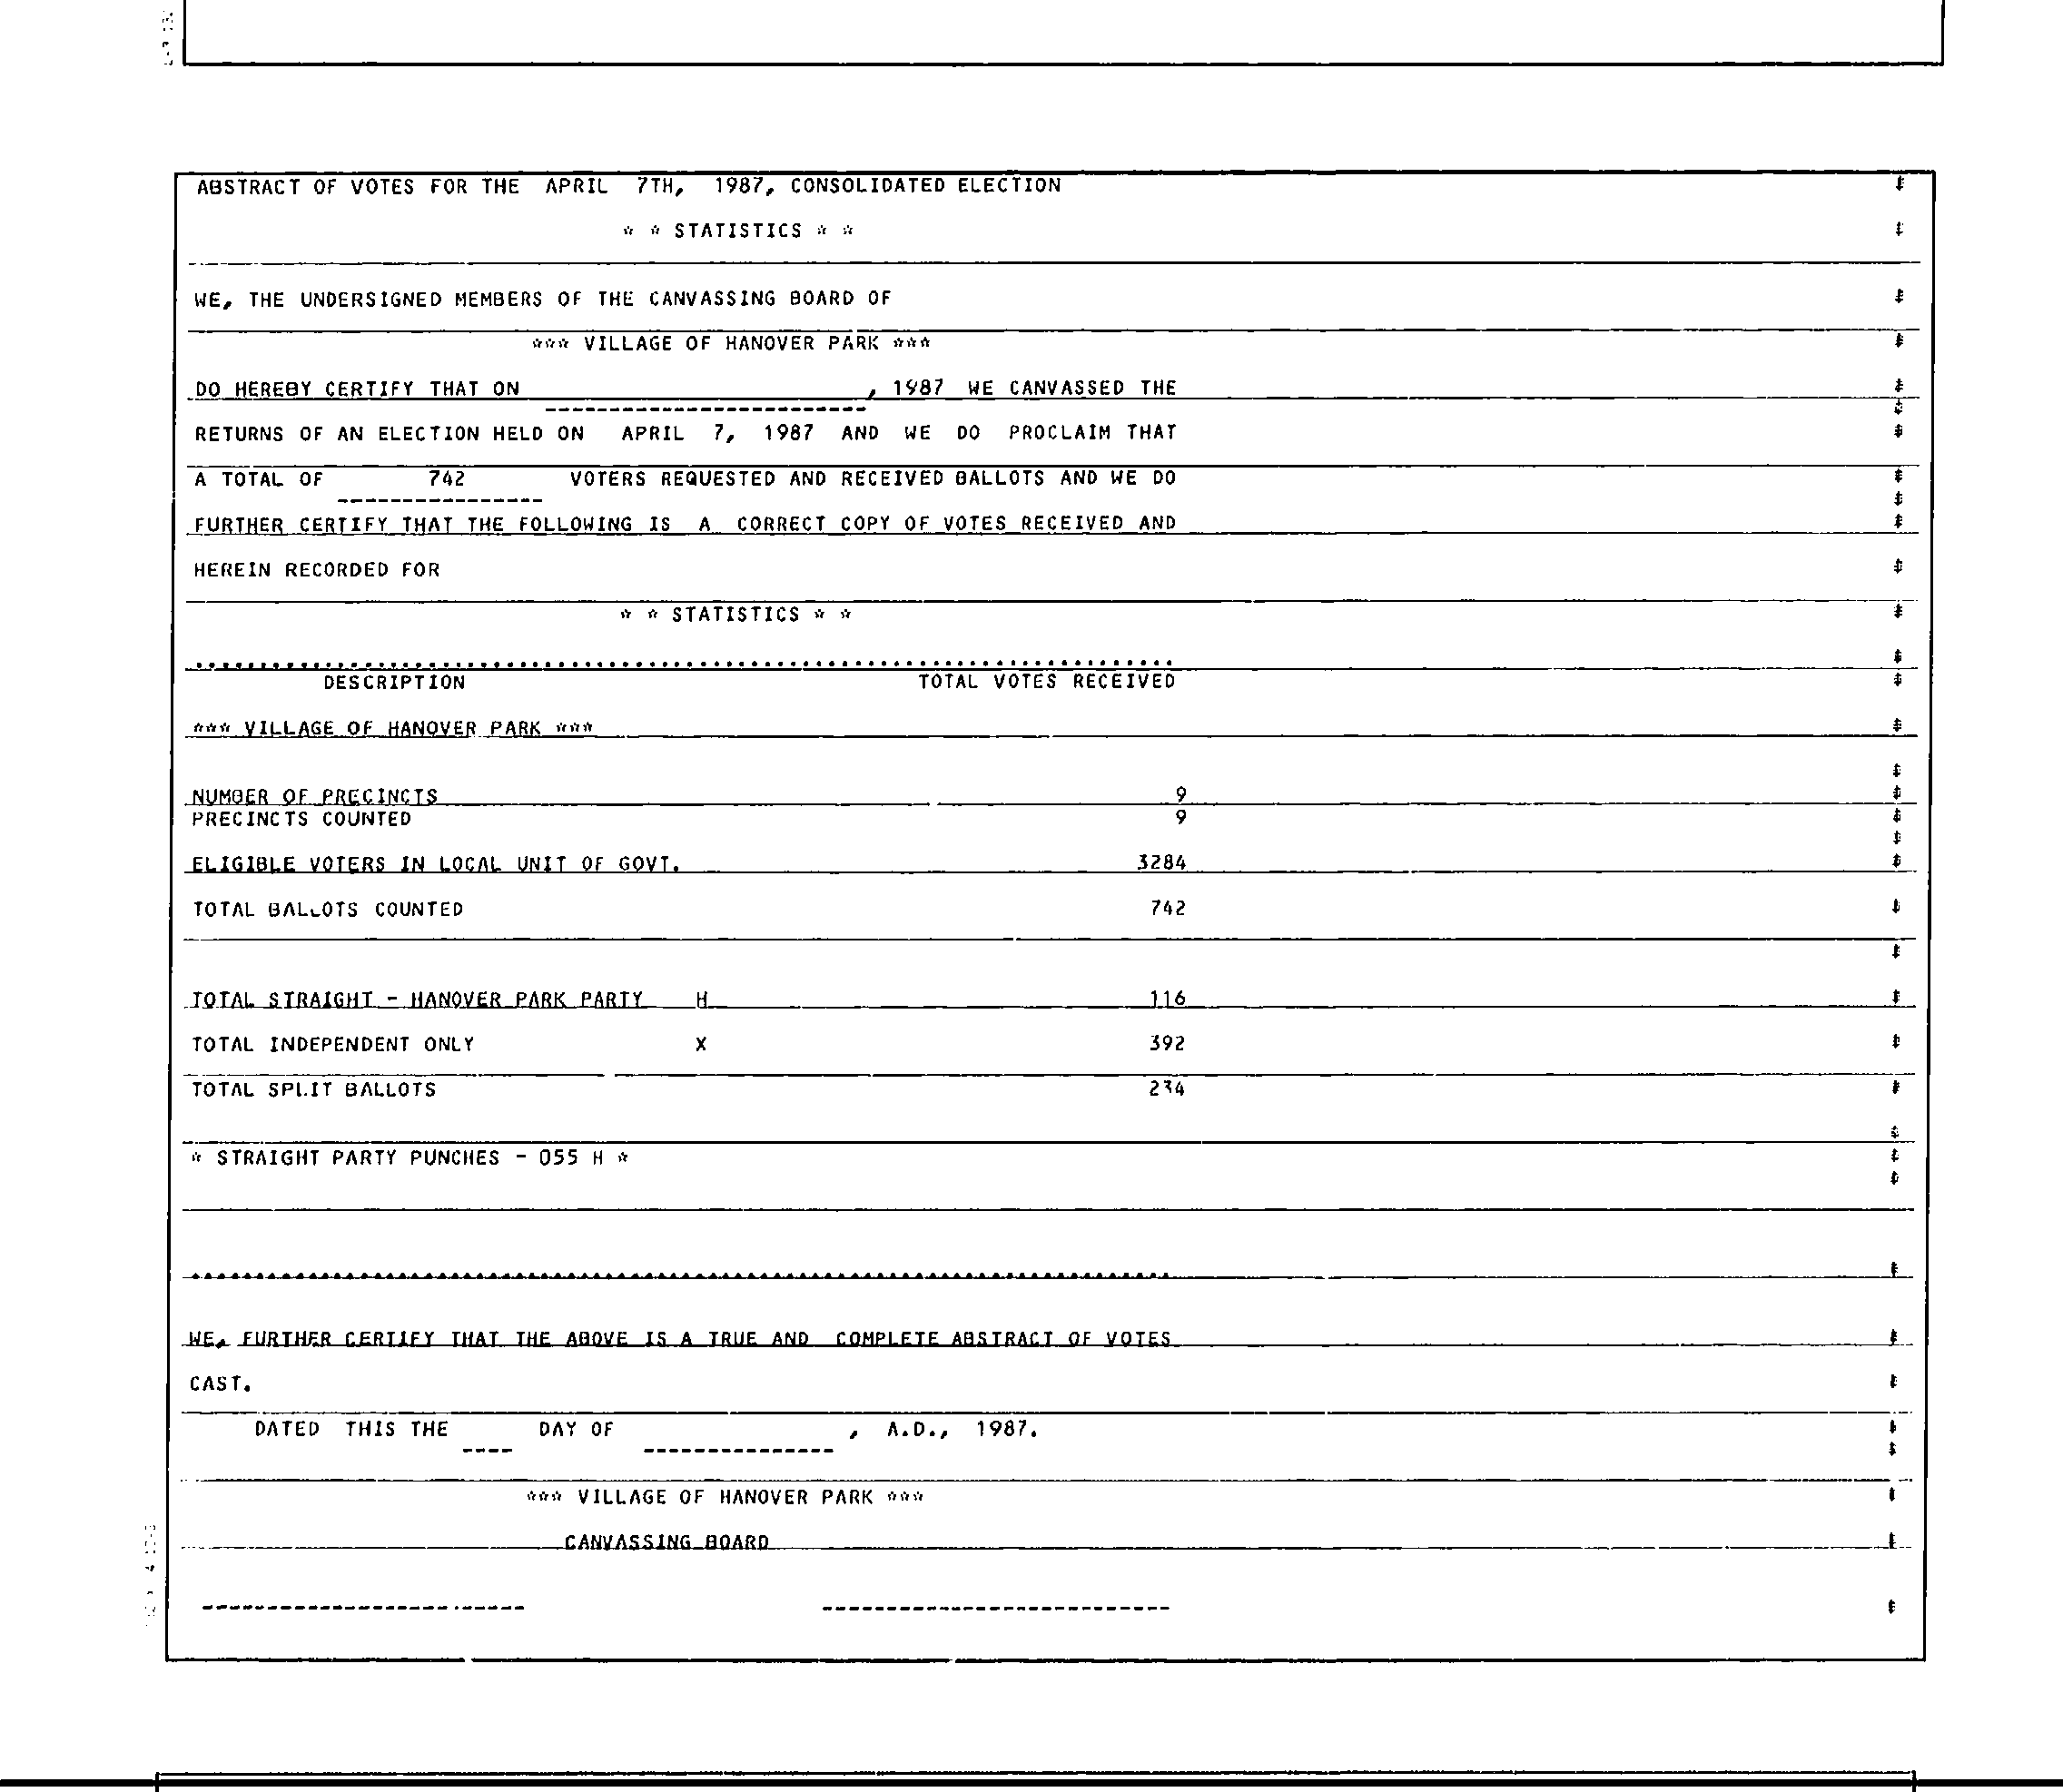 ABSTRACT OF VOTES FOR THE APRIL 7TH, 1987, CONSOLIDATED ELECTION
* * STATISTICS * *
WE, THE UNDERSIGNED MEMBERS OF THE CANVASSING BOARD OF
*** VILLAGE OF HANOVER PARK ***
DO HEREBY CERTIFY THAT ON ________________, 1987 WE CANVASSED THE
RETURNS OF AN ELECTION HELD ON APRIL 7, 1987 AND WE DO PROCLAIM THAT
A TOTAL OF 742 VOTERS REQUESTED AND RECEIVED BALLOTS AND WE DO
FURTHER CERTIFY THAT THE FOLLOWING IS A CORRECT COPY OF VOTES RECEIVED AND
HEREIN RECORDED FOR
* * STATISTICS * *
DESCRIPTION TOTAL VOTES RECEIVED
*** VILLAGE OF HANOVER PARK ***
NUMBER OF PRECINCTS 9
PRECINCTS COUNTED 9
ELIGIBLE VOTERS IN LOCAL UNIT OF GOVT. 3284
TOTAL BALLOTS COUNTED 742
TOTAL STRAIGHT - HANOVER PARK PARTY H 116
TOTAL INDEPENDENT ONLY X 392
TOTAL SPLIT BALLOTS 234
* STRAIGHT PARTY PUNCHES - 055 H *
WE, FURTHER CERTIFY THAT THE ABOVE IS A TRUE AND COMPLETE ABSTRACT OF VOTES
CAST.
DATED THIS THE ____ DAY OF ____________, A.D., 1987.
*** VILLAGE OF HANOVER PARK ***
CANVASSING BOARD